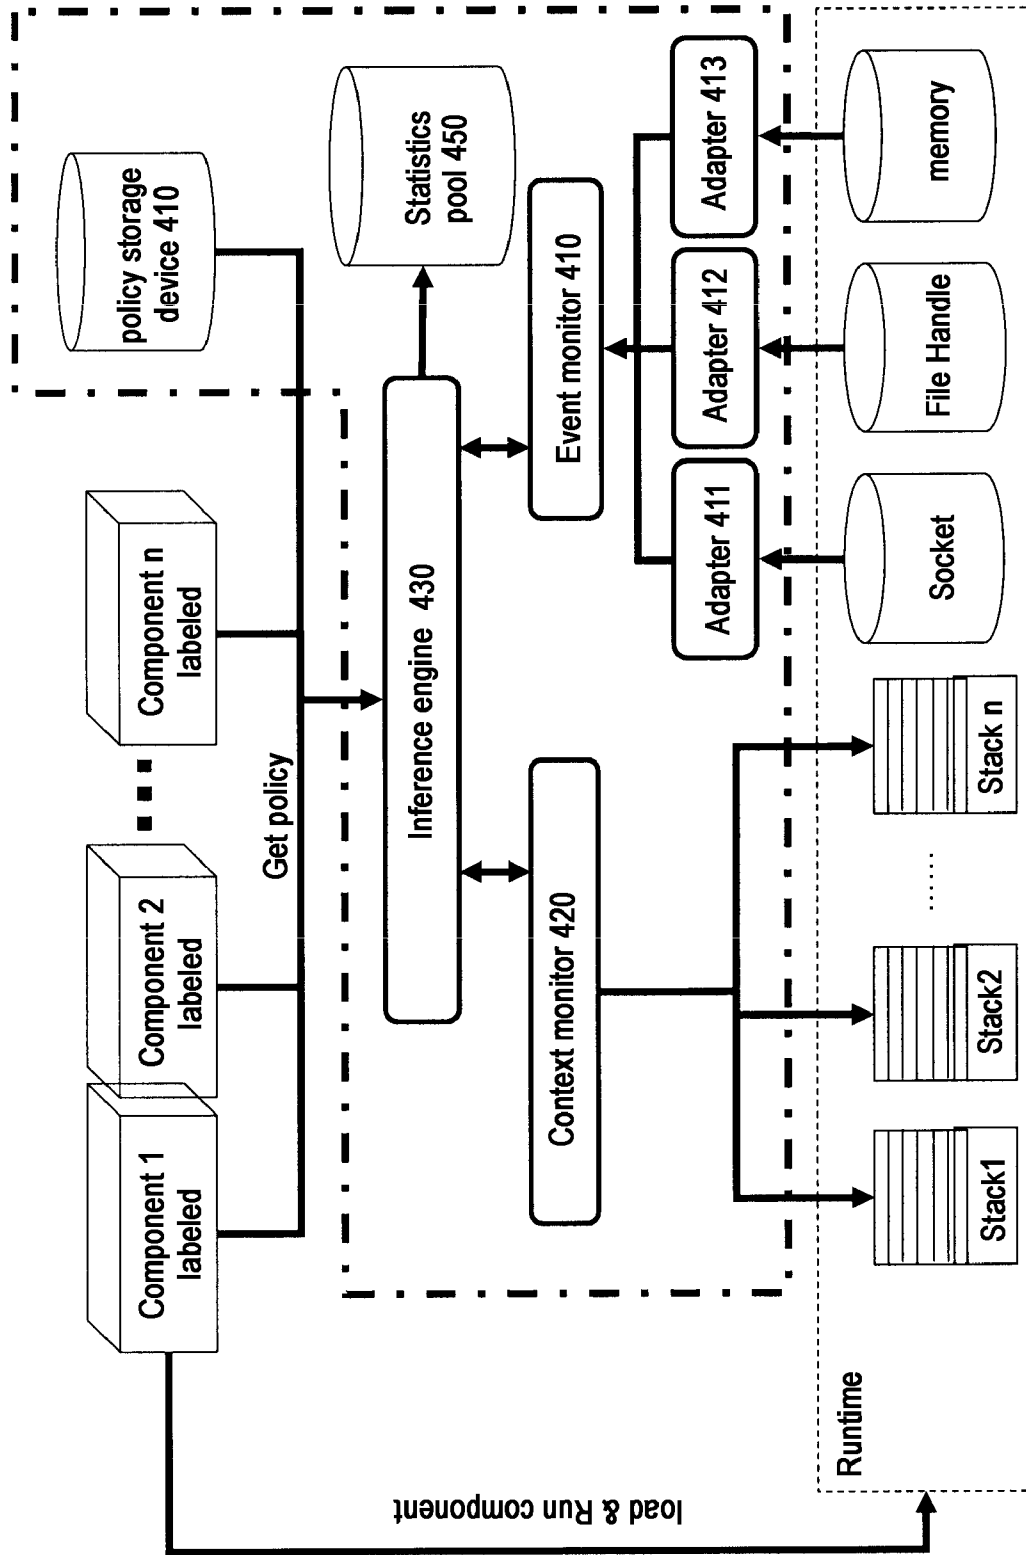 Component 1
labeled
Component 2
labeled
Component n
labeled
policy storage
device 410
Get policy
Inference engine 430
Statistics
pool 450
Context monitor 420
Event monitor 410
Adapter 411
Adapter 412
Adapter 413
load & Run component
Runtime
Stack1
Stack2
......
Stack n
Socket
File Handle
memory